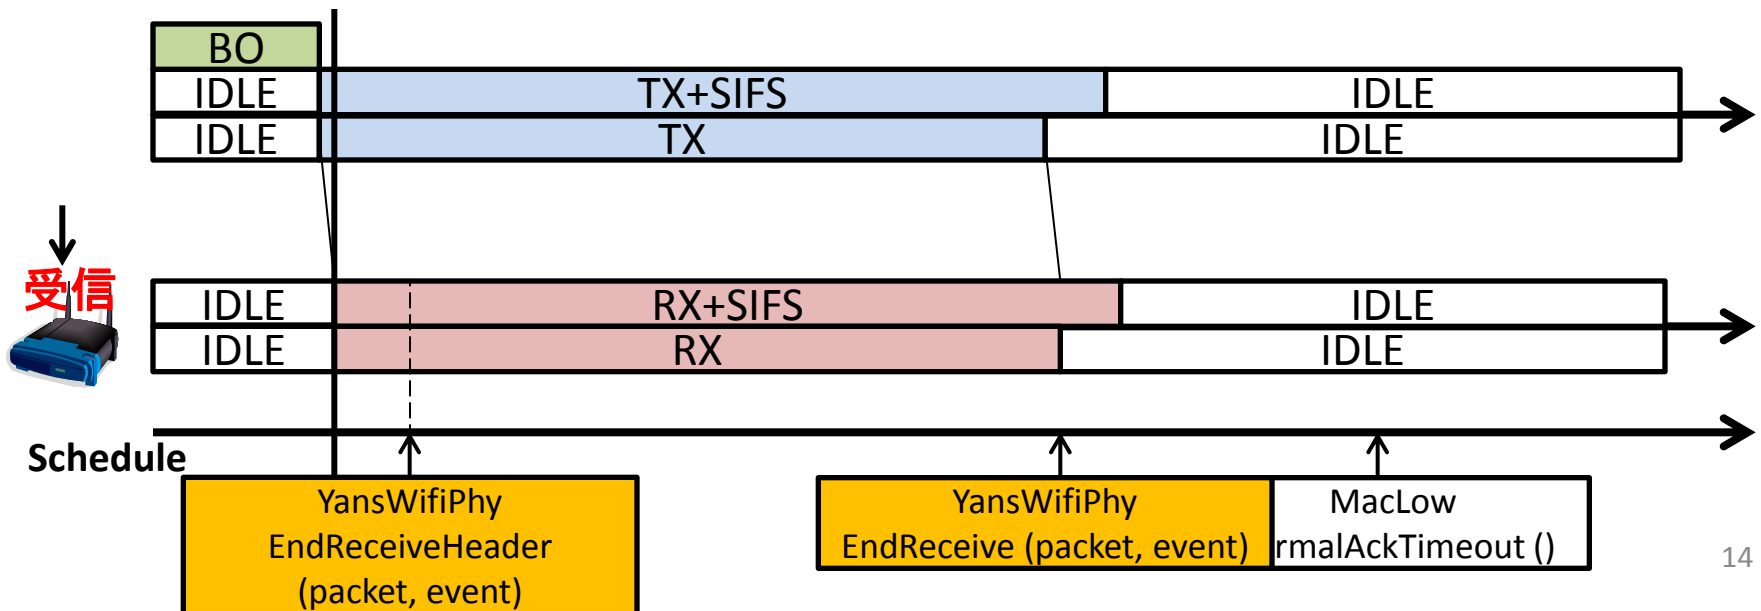 BO
IDLE TX+SIFS IDLE
IDLE TX IDLE
受信
IDLE RX+SIFS IDLE
IDLE RX IDLE
Schedule
YansWifiPhy
EndReceiveHeader
(packet, event)
YansWifiPhy
EndReceive (packet, event)
MacLow
rmalAckTimeout ()
14